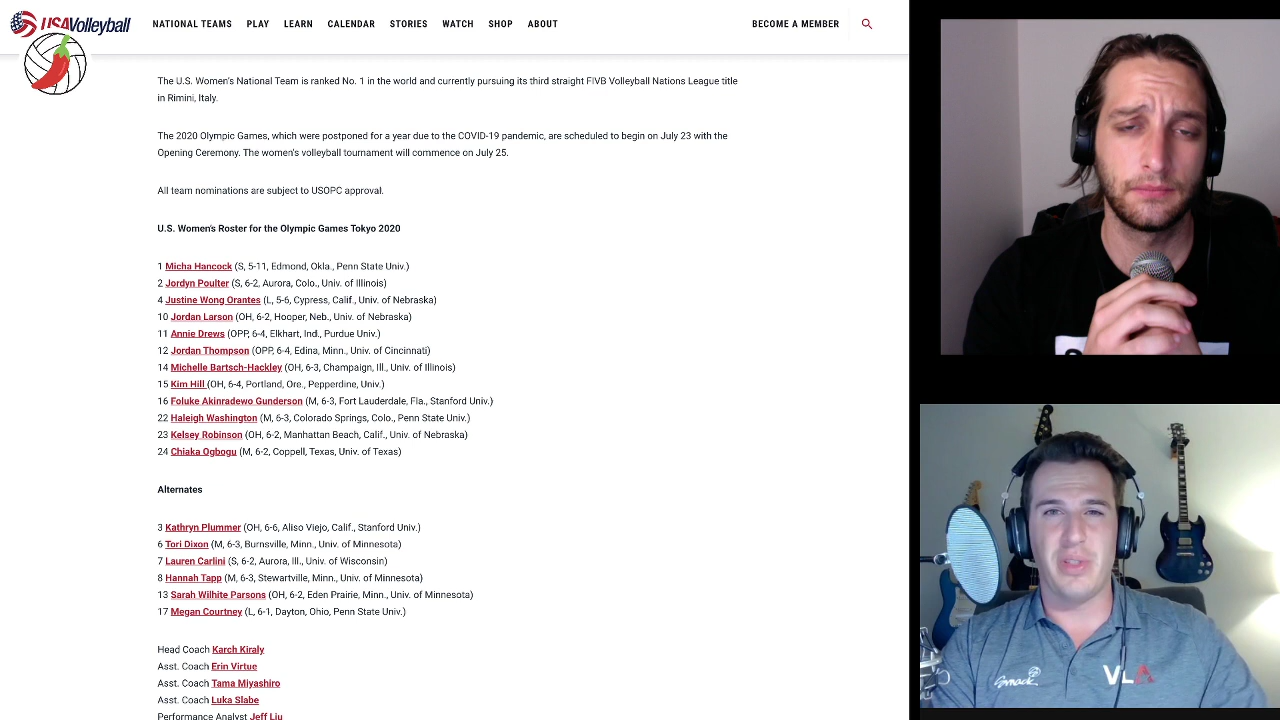 USAVolleyball
NATIONAL TEAMS PLAY LEARN CALENDAR STORIES WATCH SHOP ABOUT BECOME A MEMBER
The U.S. Women's National Team is ranked No. 1 in the world and currently pursuing its third straight FIVB Volleyball Nations League title
in Rimini, Italy.
The 2020 Olympic Games, which were postponed for a year due to the COVID-19 pandemic, are scheduled to begin on July 23 with the
Opening Ceremony. The women's volleyball tournament will commence on July 25.
All team nominations are subject to USOPC approval.
U.S. Women's Roster for the Olympic Games Tokyo 2020
1 Micha Hancock (S, 5-11, Edmond, Okla., Penn State Univ.)
2 Jordyn Poulter (S, 6-2, Aurora, Colo., Univ. of Illinois)
4 Justine Wong Orantes (L, 5-6, Cypress, Calif., Univ. of Nebraska)
10 Jordan Larson (OH, 6-2, Hooper, Neb., Univ. of Nebraska)
11 Annie Drews (OPP, 6-4, Elkhart, Ind., Purdue Univ.)
12 Jordan Thompson (OPP, 6-4, Edina, Minn., Univ. of Cincinnati)
14 Michelle Bartsch-Hackley (OH, 6-3, Champaign, Ill., Univ. of Illinois)
15 Kim Hill (OH, 6-4, Portland, Ore., Pepperdine, Univ.)
16 Foluke Akinradewo Gunderson (M, 6-3, Fort Lauderdale, Fla., Stanford Univ.)
22 Haleigh Washington (M, 6-3, Colorado Springs, Colo., Penn State Univ.)
23 Kelsey Robinson (OH, 6-2, Manhattan Beach, Calif., Univ. of Nebraska)
24 Chiaka Ogbogu (M, 6-2, Coppell, Texas, Univ. of Texas)
Alternates
3 Kathryn Plummer (OH, 6-6, Aliso Viejo, Calif., Stanford Univ.)
6 Tori Dixon (M, 6-3, Burnsville, Minn., Univ. of Minnesota)
7 Lauren Carlini (S, 6-2, Aurora, Ill., Univ. of Wisconsin)
8 Hannah Tapp (M, 6-3, Stewartville, Minn., Univ. of Minnesota)
13 Sarah Wilhite Parsons (OH, 6-2, Eden Prairie, Minn., Univ. of Minnesota)
17 Megan Courtney (L, 6-1, Dayton, Ohio, Penn State Univ.)
Head Coach Karch Kiraly
Asst. Coach Erin Virtue
Asst. Coach Tama Miyashiro
Asst. Coach Luka Slabe
Performance Analyst Jeff Liu
Smack
VLA